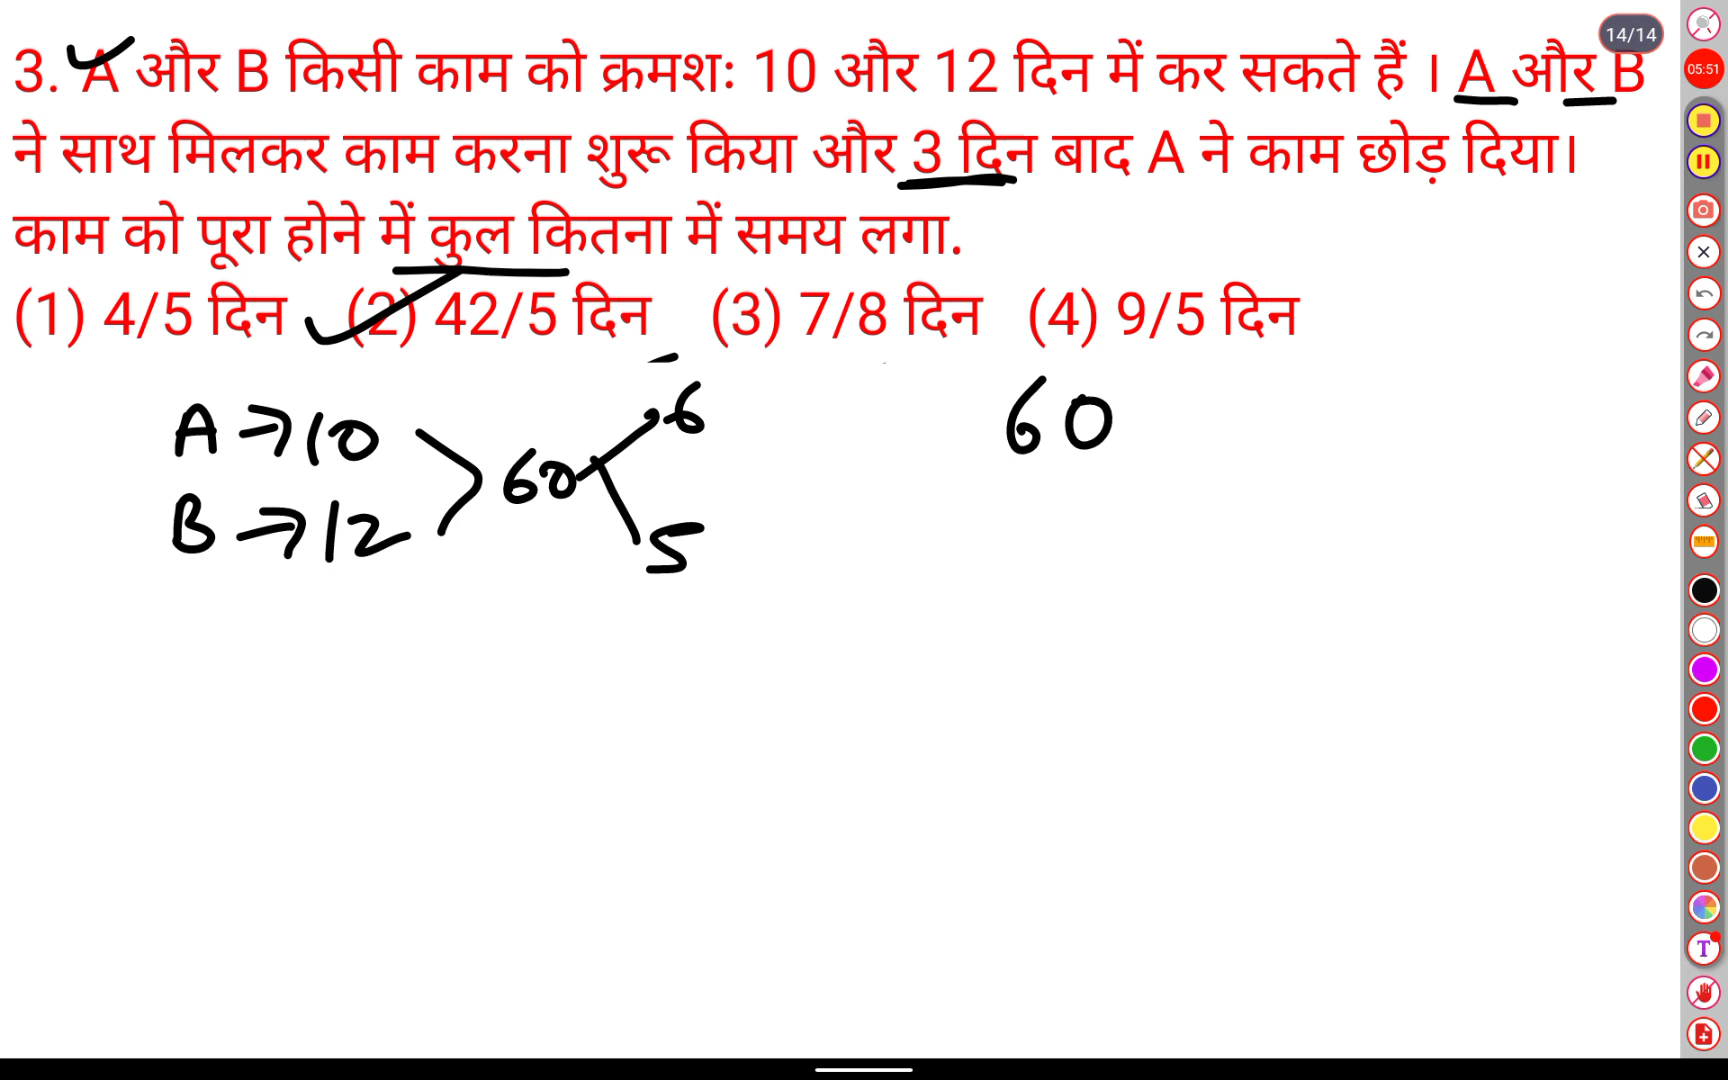 14/14
05:51
3. A और B किसी काम को क्रमशः 10 और 12 दिन में कर सकते हैं । A और B
ने साथ मिलकर काम करना शुरू किया और 3 दिन बाद A ने काम छोड़ दिया।
काम को पूरा होने में कुल कितना में समय लगा.
(1) 4/5 दिन (2) 42/5 दिन (3) 7/8 दिन (4) 9/5 दिन
A → 10
B → 12
60
6
5
60
T